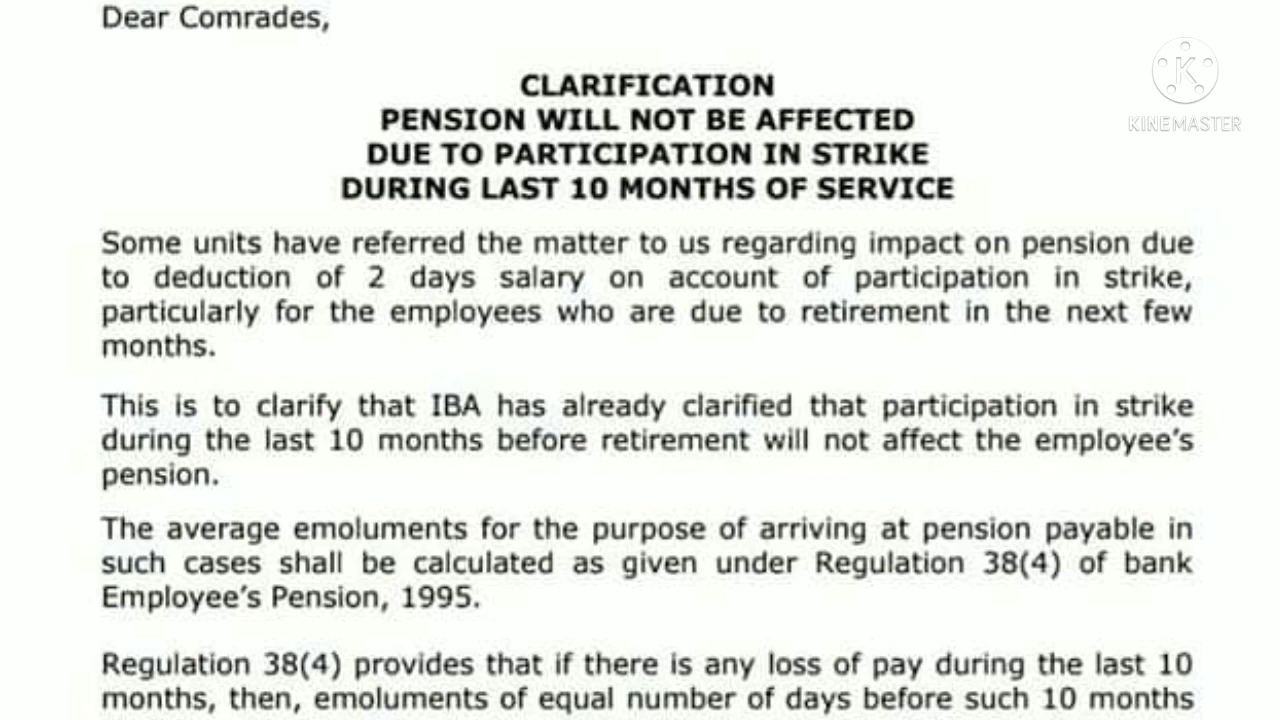 Dear Comrades,
K
KINEMASTER
CLARIFICATION
PENSION WILL NOT BE AFFECTED
DUE TO PARTICIPATION IN STRIKE
DURING LAST 10 MONTHS OF SERVICE
Some units have referred the matter to us regarding impact on pension due
to deduction of 2 days salary on account of participation in strike,
particularly for the employees who are due to retirement in the next few
months.
This is to clarify that IBA has already clarified that participation in strike
during the last 10 months before retirement will not affect the employee’s
pension.
The average emoluments for the purpose of arriving at pension payable in
such cases shall be calculated as given under Regulation 38(4) of bank
Employee’s Pension, 1995.
Regulation 38(4) provides that if there is any loss of pay during the last 10
months, then, emoluments of equal number of days before such 10 months